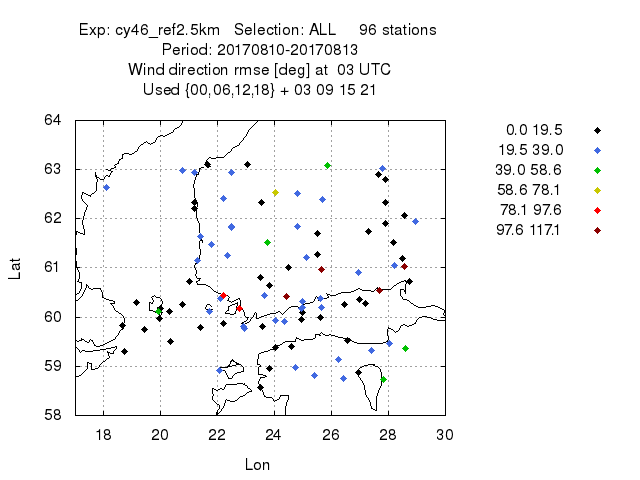 Exp: cy46_ref2.5km Selection: ALL 96 stations
Period: 20170810-20170813
Wind direction rmse [deg] at 03 UTC
Used {00,06,12,18} + 03 09 15 21
64
63
62
61
60
59
58
Lat
18 20 22 24 26 28 30
Lon
0.0 19.5
19.5 39.0
39.0 58.6
58.6 78.1
78.1 97.6
97.6 117.1